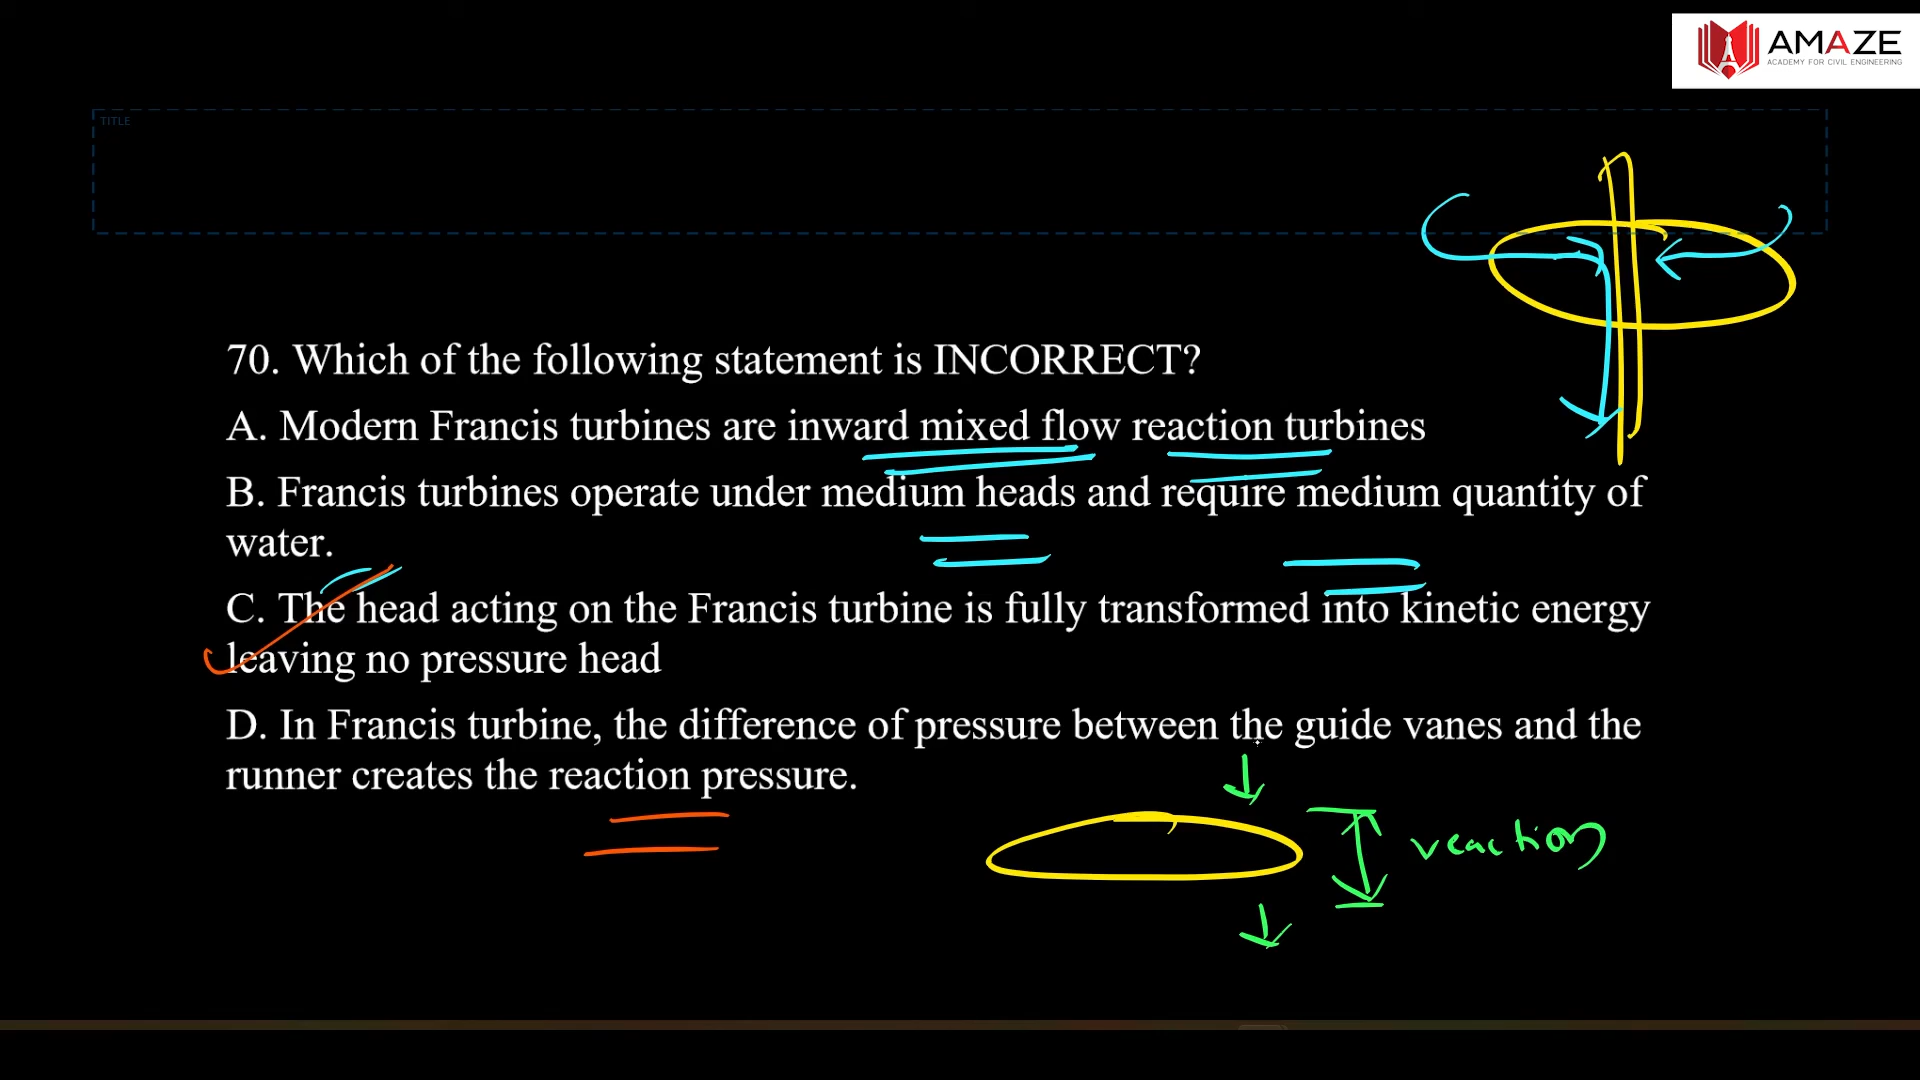 AMAZE
ACADEMY FOR CIVIL ENGINEERING
TITLE
70. Which of the following statement is INCORRECT?
A. Modern Francis turbines are inward mixed flow reaction turbines
B. Francis turbines operate under medium heads and require medium quantity of
water.
C. The head acting on the Francis turbine is fully transformed into kinetic energy
leaving no pressure head
D. In Francis turbine, the difference of pressure between the guide vanes and the
runner creates the reaction pressure.
reaction